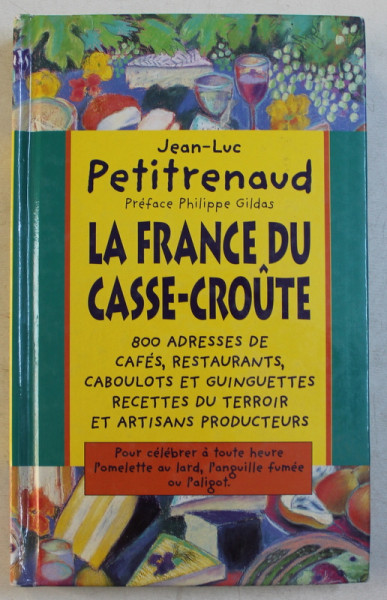 Jean-Luc
Petitrenaud
Préface Philippe Gildas
LA FRANCE DU
CASSE-CROÛTE
800 ADRESSES DE
CAFÉS, RESTAURANTS,
CABOULOTS ET GUINGUETTES
RECETTES DU TERROIR
ET ARTISANS PRODUCTEURS
Pour célébrer à toute heure
l'omelette au lard, l'anguille fumée
ou l'aligot.